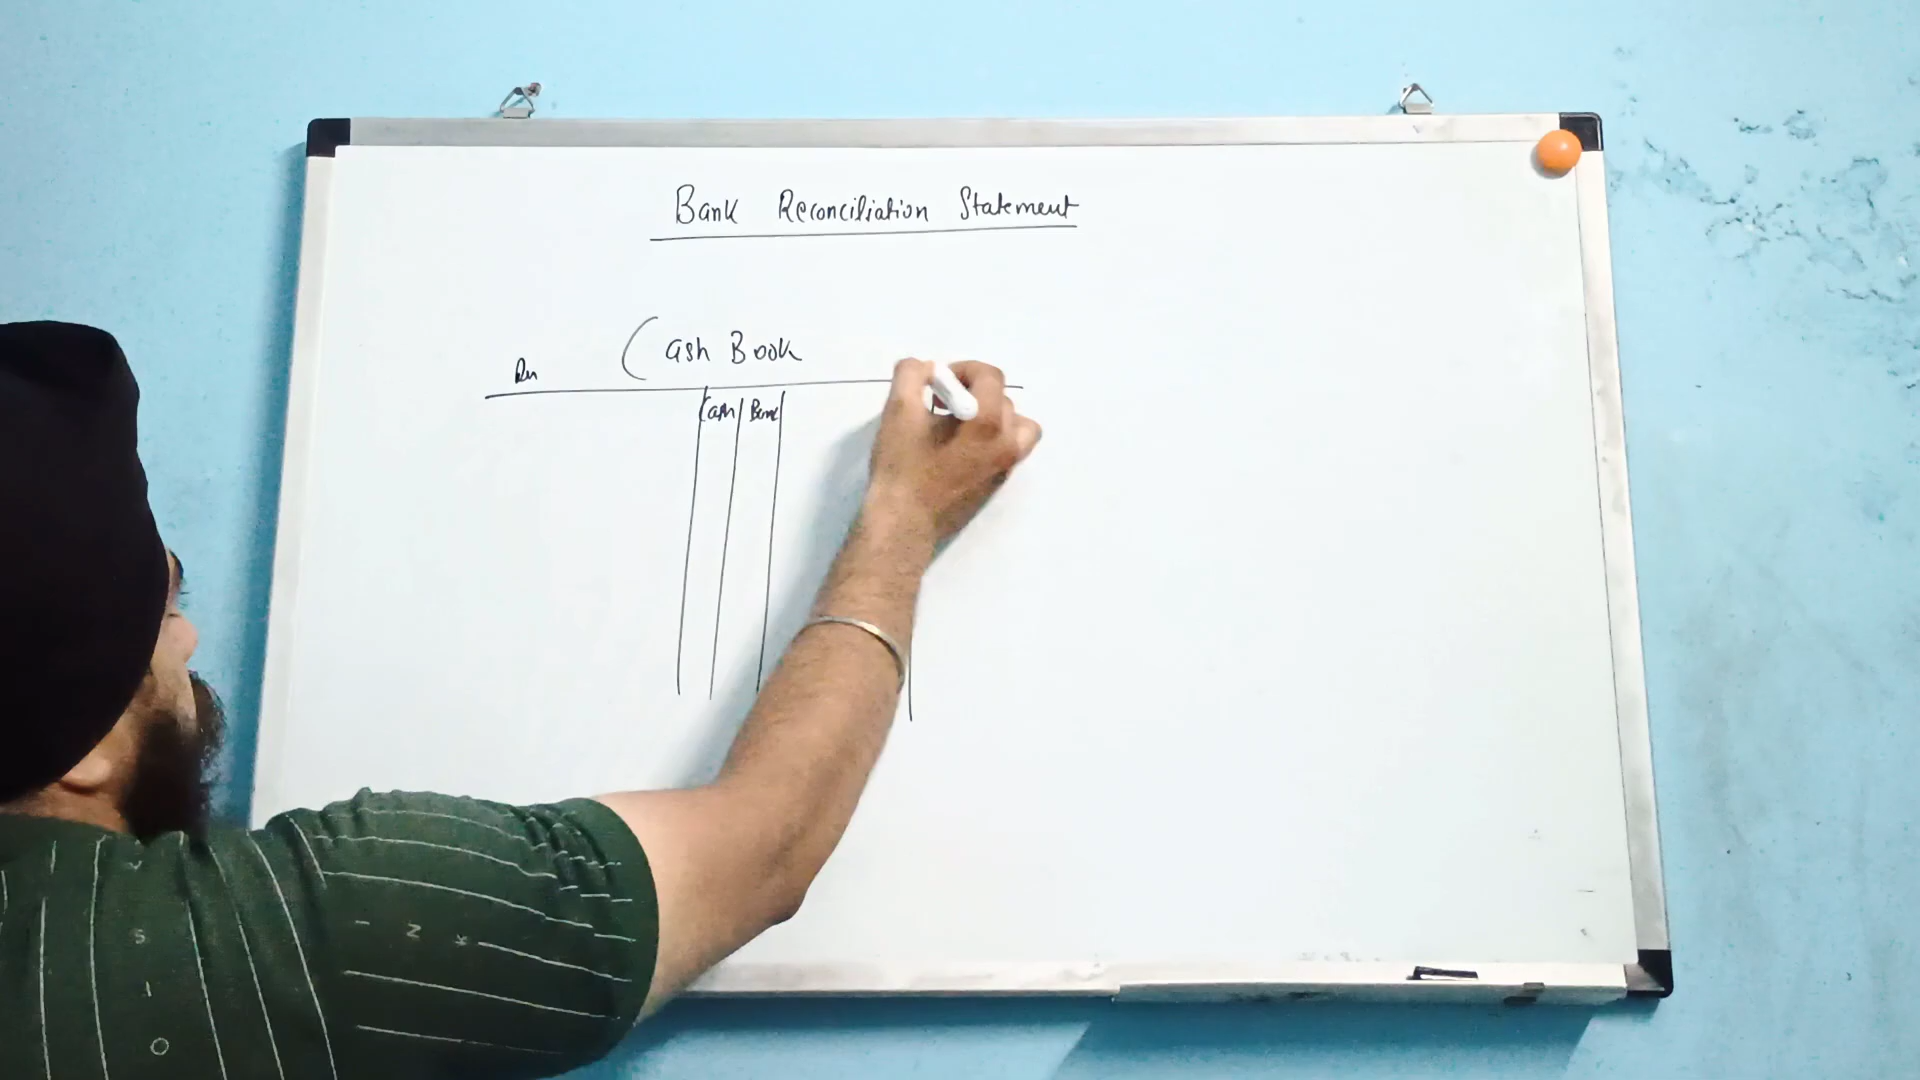 Bank Reconciliation Statement
Cash Book
Dr
Cash Bank